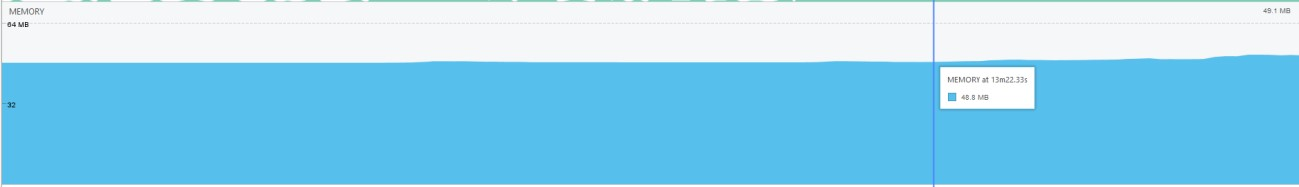 MEMORY
49.1 MB
64 MB
MEMORY at 13m22.33s
48.8 MB
32